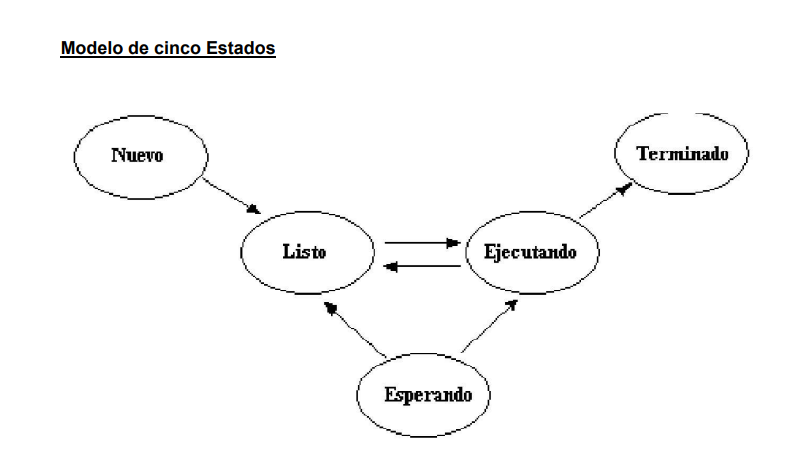 Modelo de cinco Estados
Nuevo
Terminado
Listo
Ejecutando
Esperando